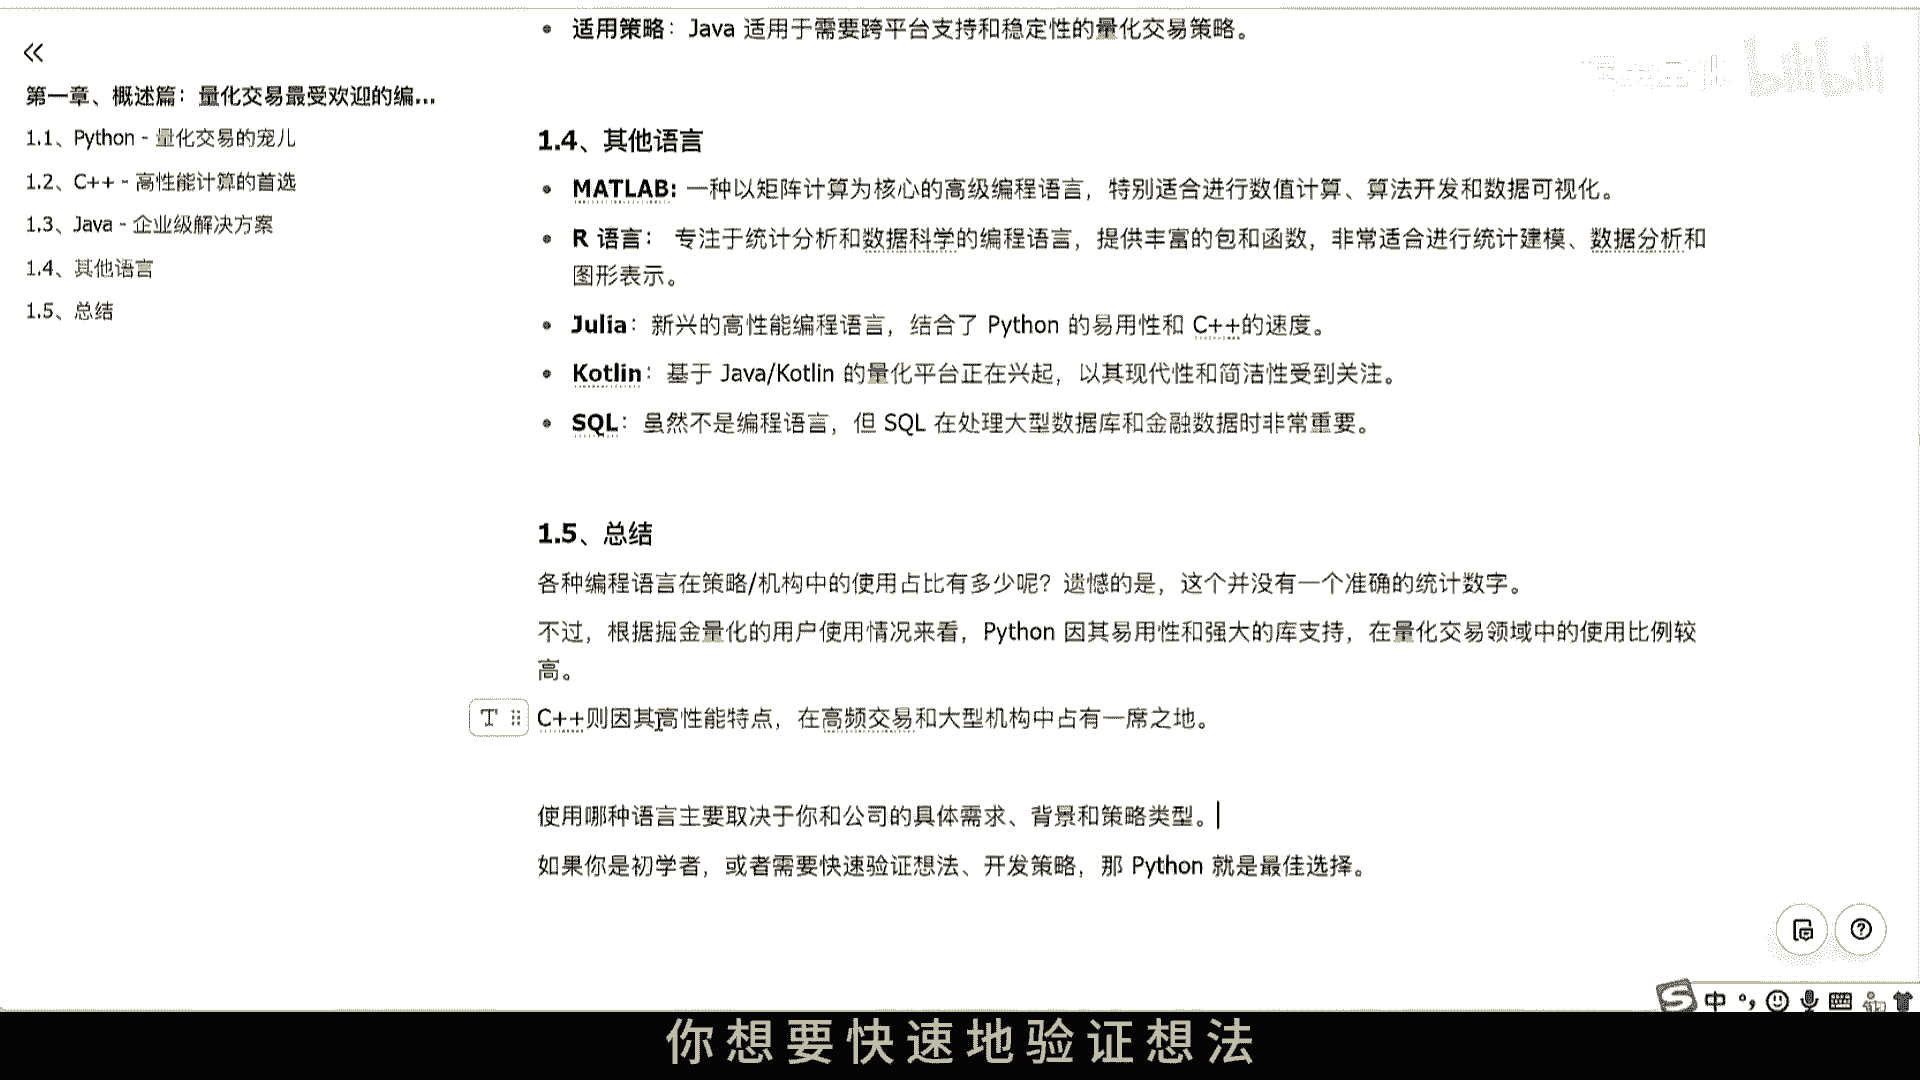 适用策略：Java 适用于需要跨平台支持和稳定性的量化交易策略。
第一章、概述篇：量化交易最受欢迎的编...
1.1、Python - 量化交易的宠儿
1.2、C++ - 高性能计算的首选
1.3、Java - 企业级解决方案
1.4、其他语言
1.5、总结
1.4、其他语言
MATLAB: 一种以矩阵计算为核心的高级编程语言，特别适合进行数值计算、算法开发和数据可视化。
R 语言： 专注于统计分析和数据科学的编程语言，提供丰富的包和函数，非常适合进行统计建模、数据分析和
图形表示。
Julia：新兴的高性能编程语言，结合了 Python 的易用性和 C++的速度。
Kotlin：基于 Java/Kotlin 的量化平台正在兴起，以其现代性和简洁性受到关注。
SQL：虽然不是编程语言，但 SQL 在处理大型数据库和金融数据时非常重要。
1.5、总结
各种编程语言在策略/机构中的使用占比有多少呢？遗憾的是，这个并没有一个准确的统计数字。
不过，根据掘金量化的用户使用情况来看，Python 因其易用性和强大的库支持，在量化交易领域中的使用比例较
高。
C++则因其高性能特点，在高频交易和大型机构中占有一席之地。
使用哪种语言主要取决于你和公司的具体需求、背景和策略类型。
如果你是初学者，或者需要快速验证想法、开发策略，那 Python 就是最佳选择。
中
你想要快速地验证想法
bilibili